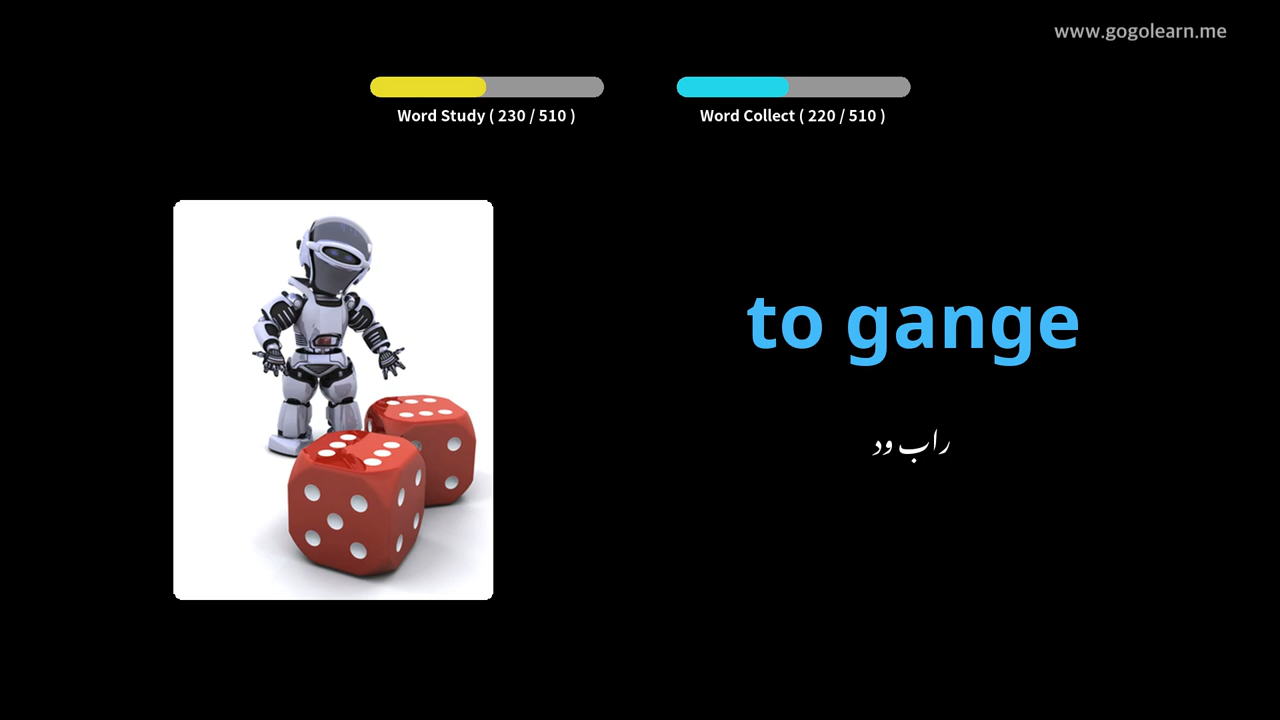 www.gogolearn.me
Word Study ( 230 / 510 )
Word Collect ( 220 / 510 )
to gange
راب ود